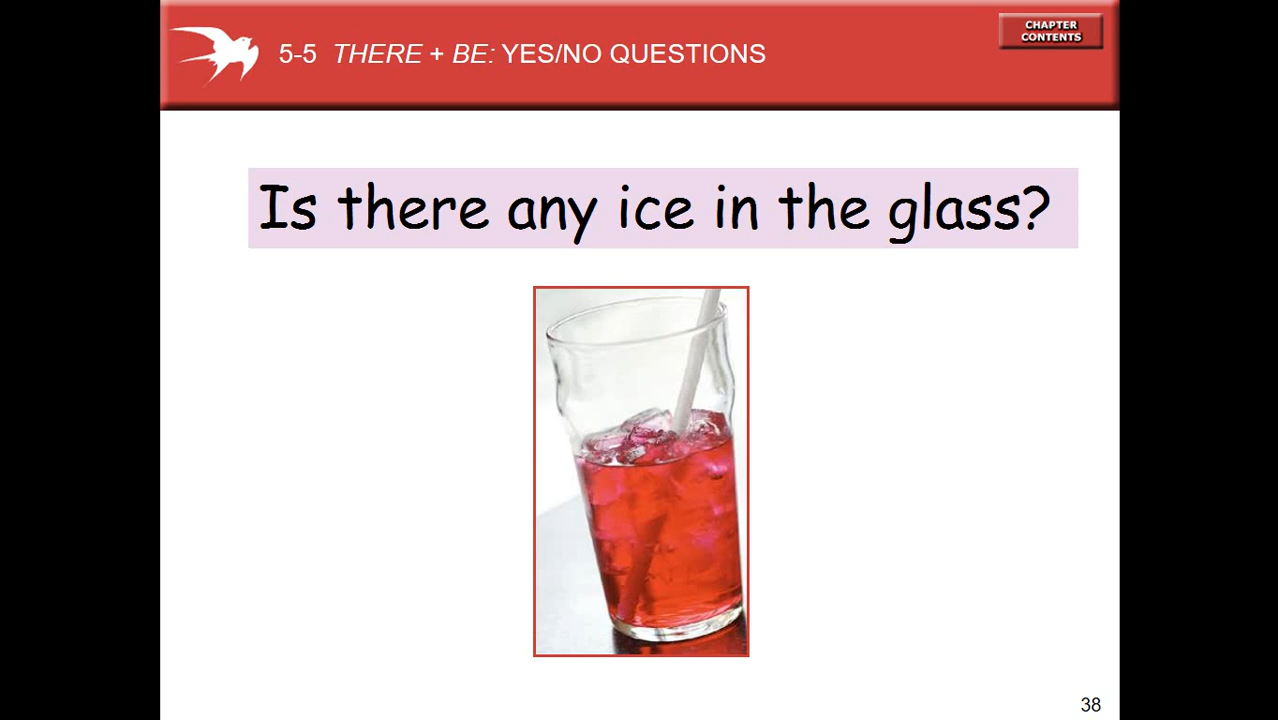 5-5 THERE + BE: YES/NO QUESTIONS
CHAPTER
CONTENTS
Is there any ice in the glass?
38